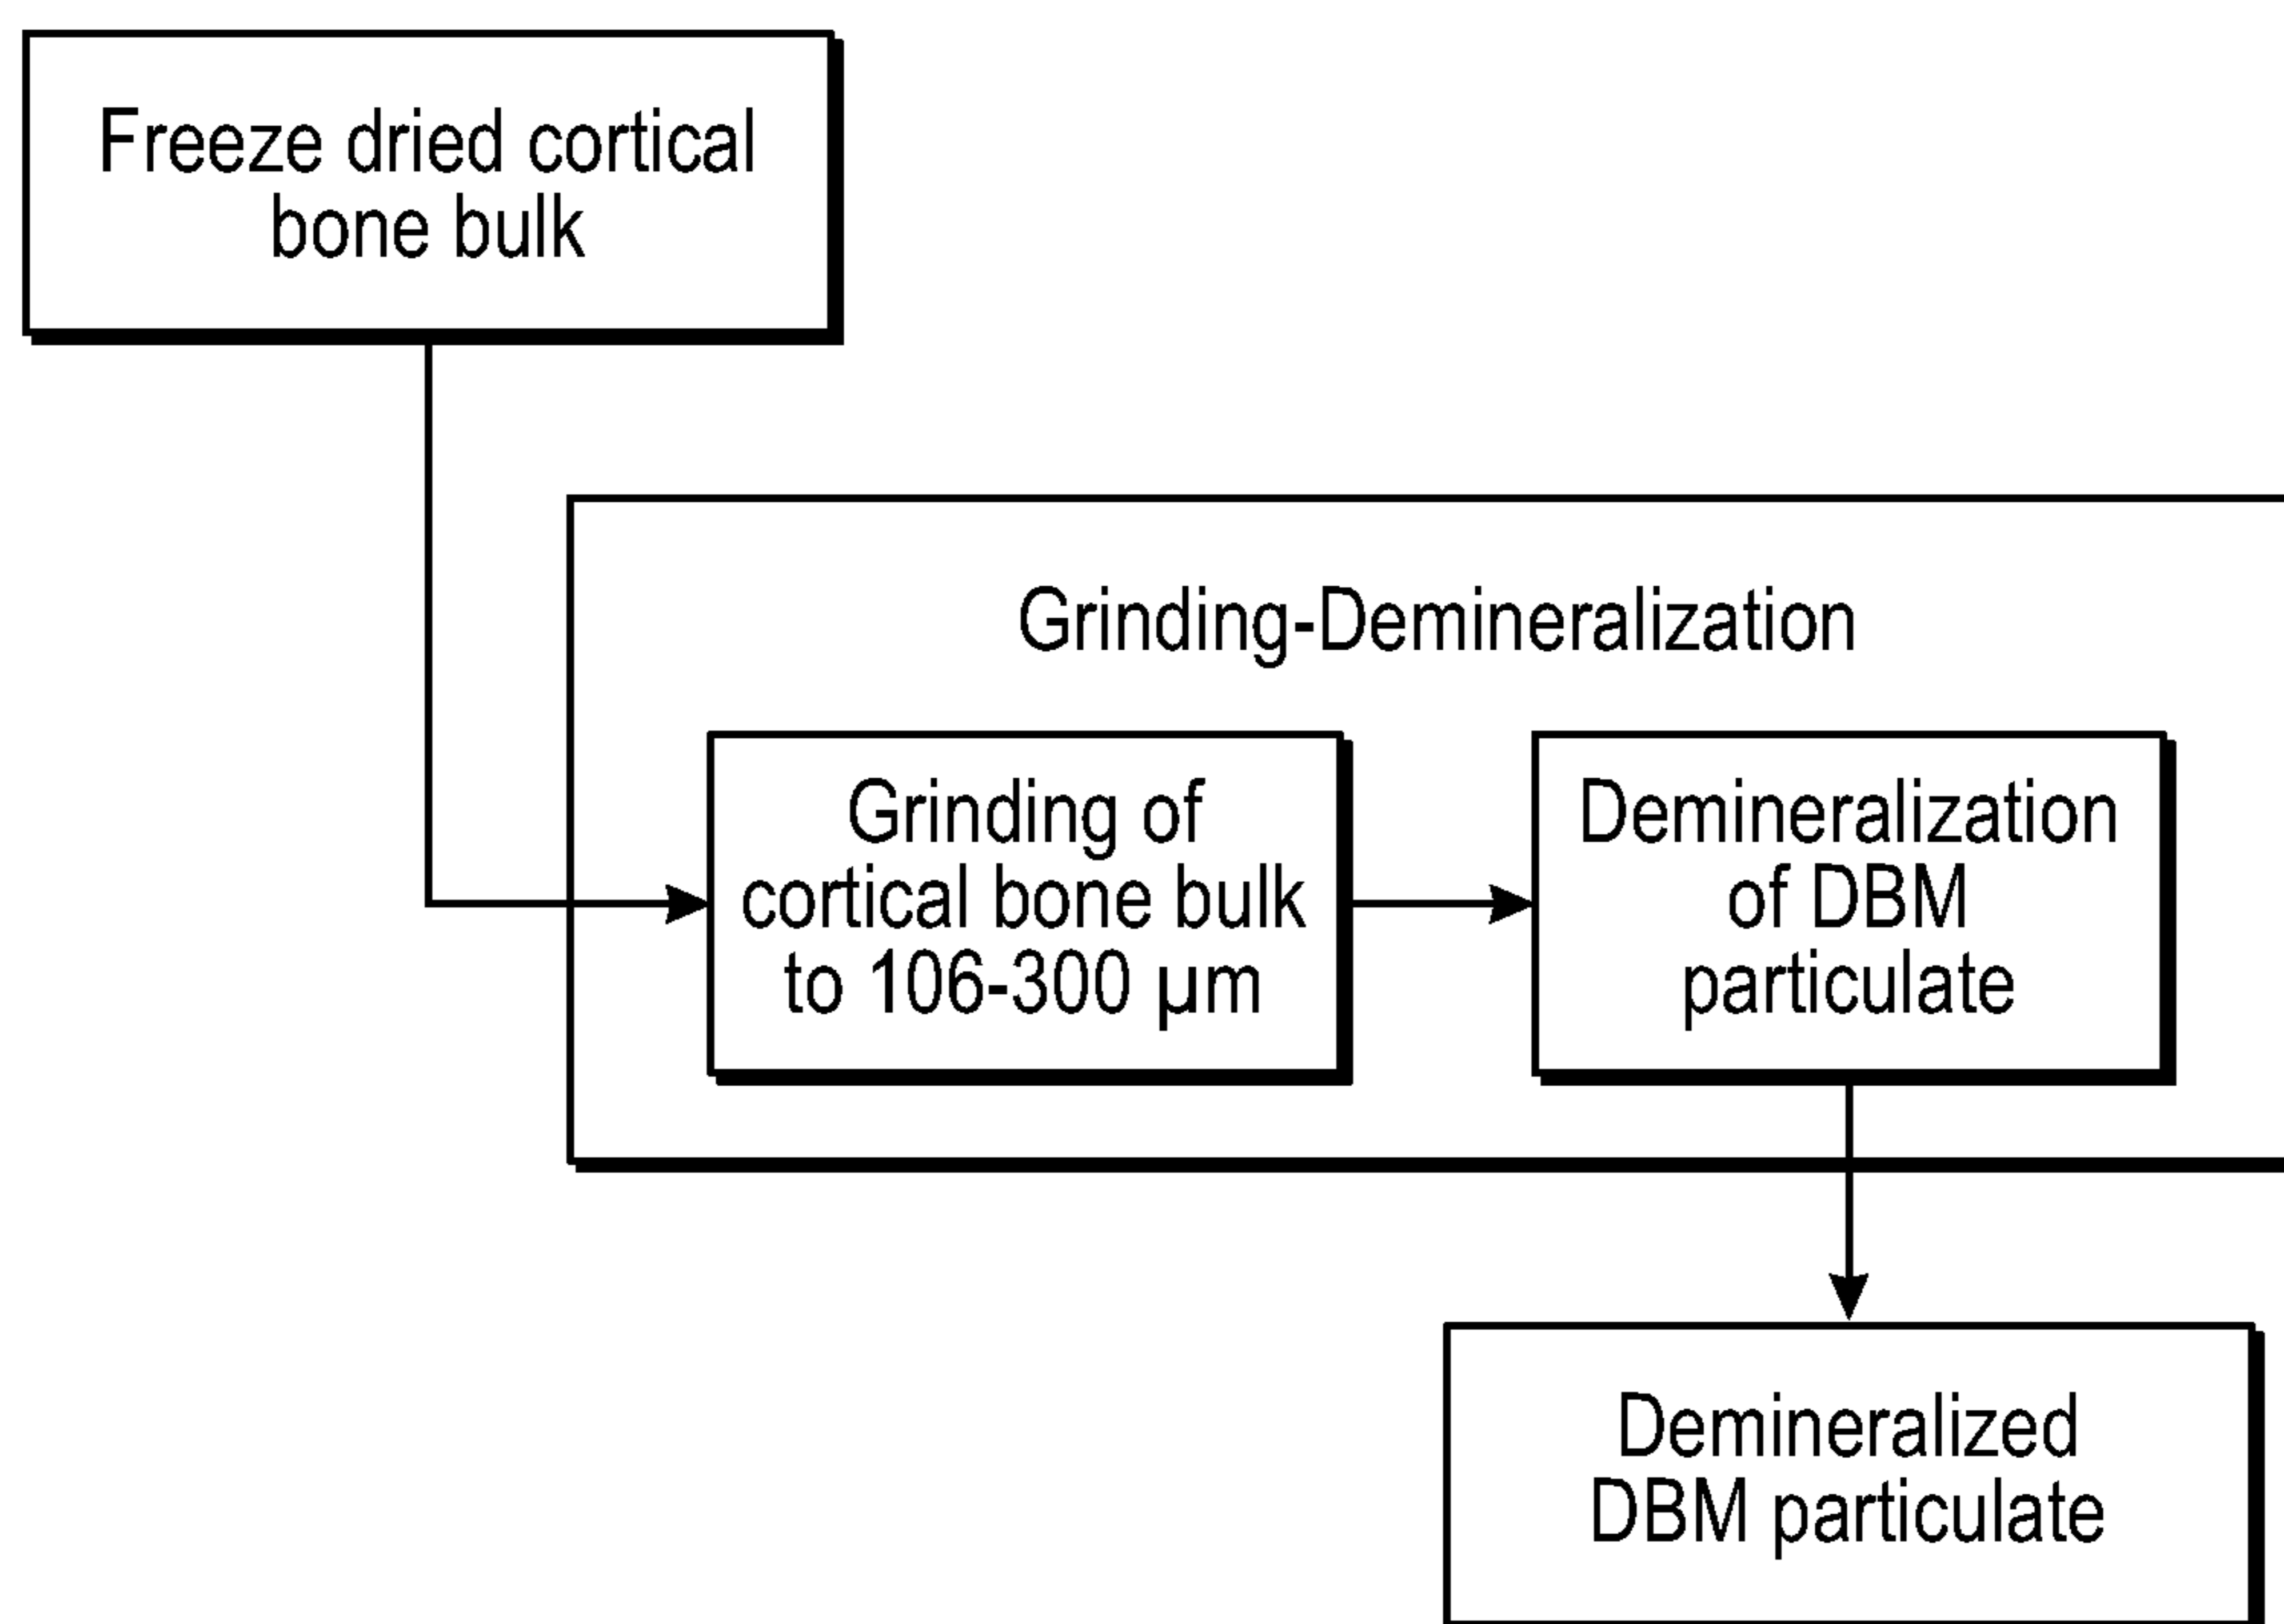 Freeze dried cortical
bone bulk
Grinding-Demineralization
Grinding of
cortical bone bulk
to 106-300 µm
Demineralization
of DBM
particulate
Demineralized
DBM particulate